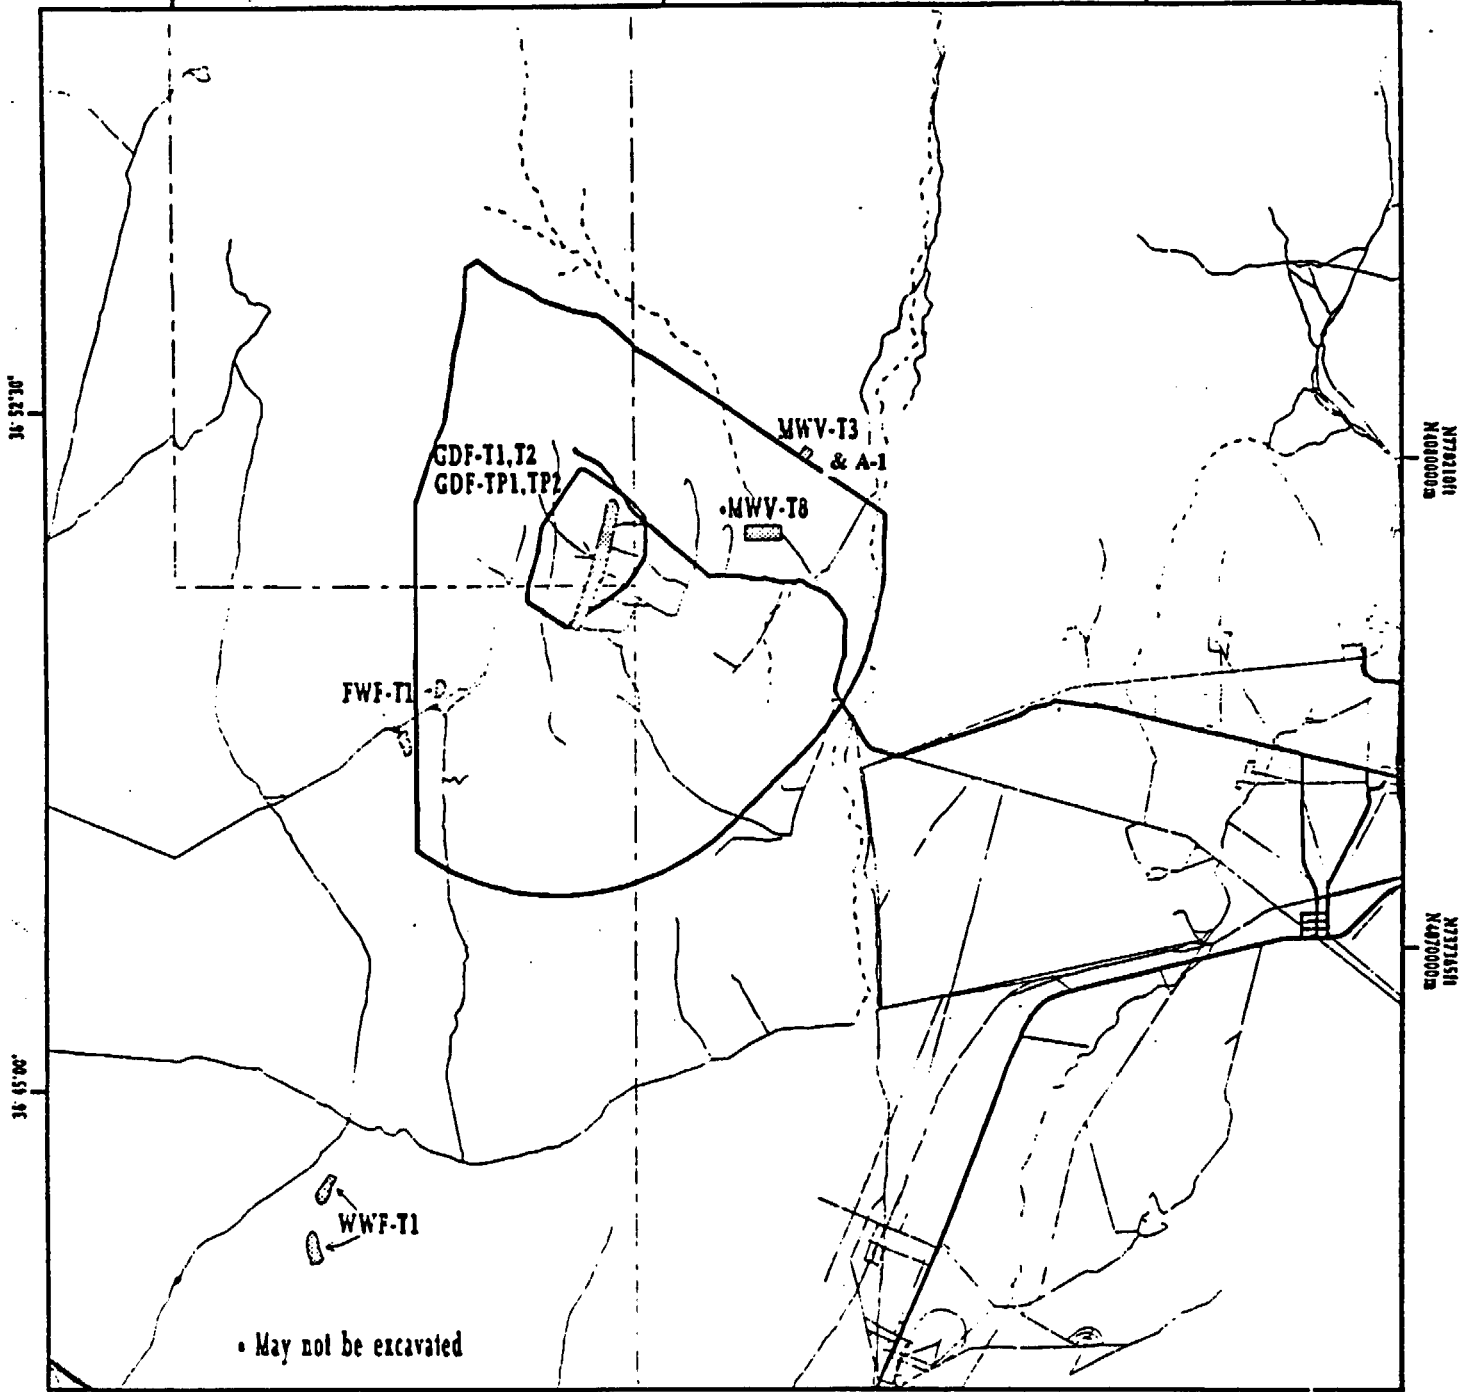 36°52'30"
MWV-T3
& A-1
GDF-T1,T2
GDF-TP1,TP2
•MWV-T8
FWF-T1
36°45'00"
WWF-T1
• May not be excavated